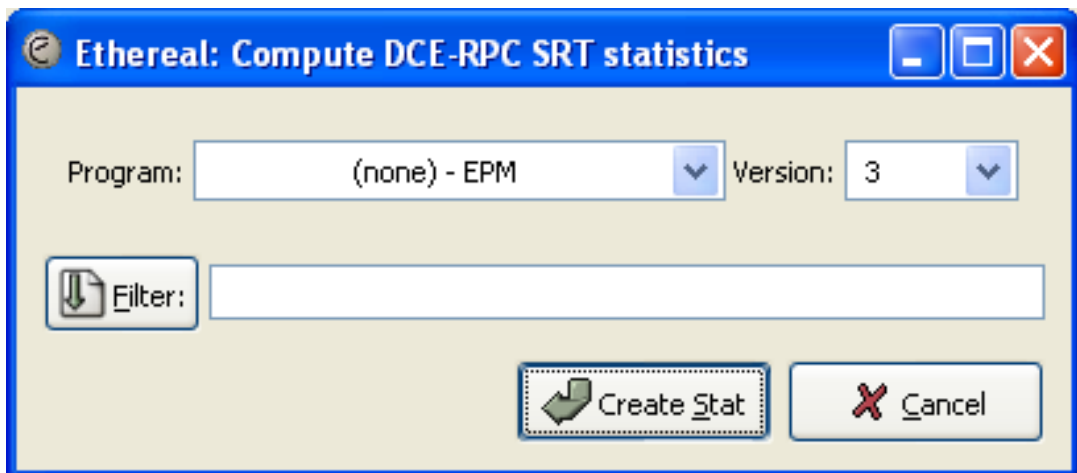 Ethereal: Compute DCE-RPC SRT statistics
Program: (none) - EPM Version: 3
Filter:
Create Stat Cancel